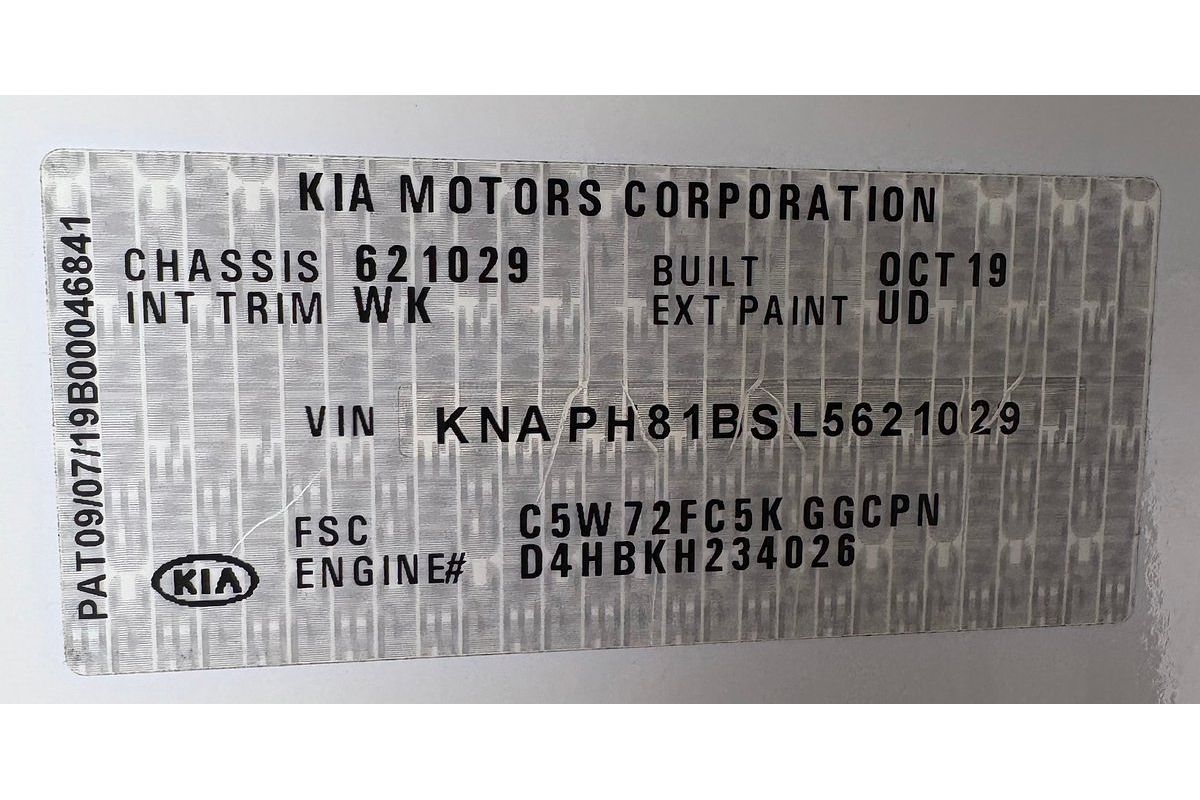 KIA MOTORS CORPORATION
CHASSIS 621029 BUILT OCT 19
INT TRIM WK EXT PAINT UD
VIN KNAPH81BSL5621029
FSC C5W72FC5K GGCPN
ENGINE# D4HBKH234026
KIA
PAT09/07/19B00046841